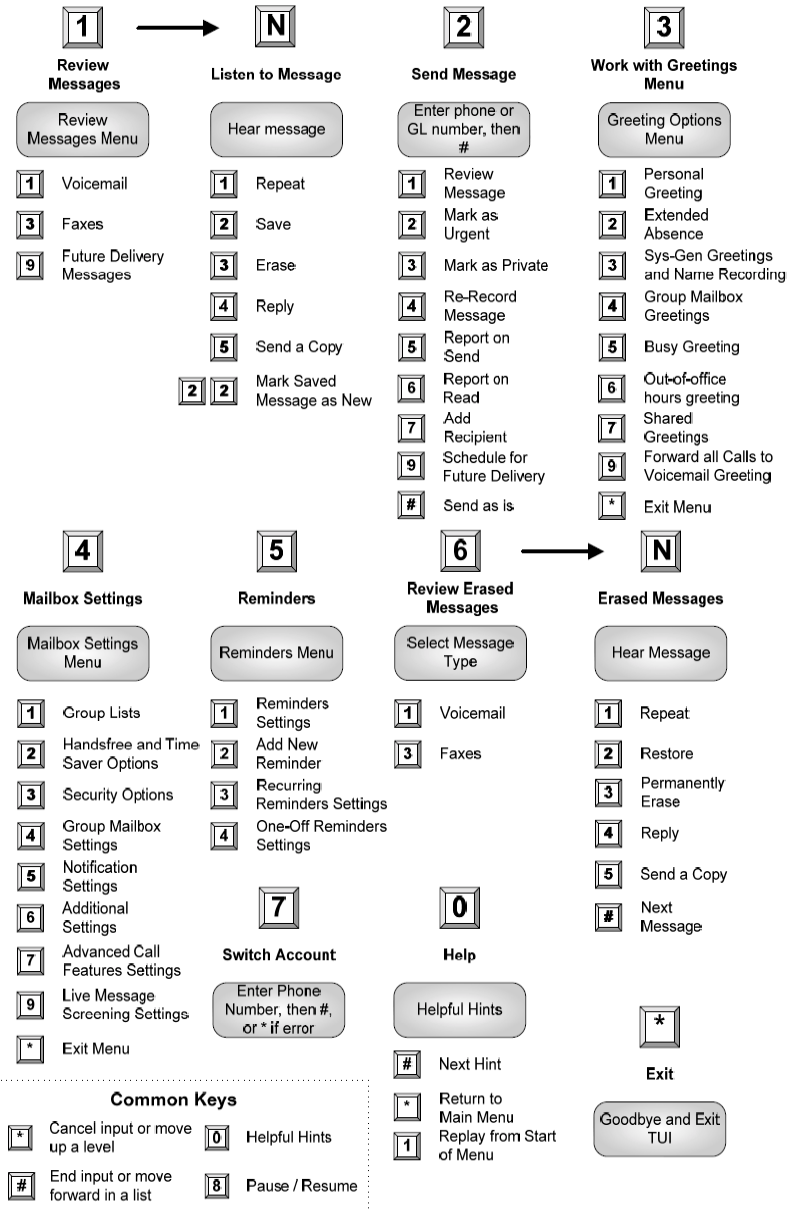 1
N
2
3
Review
Messages
Listen to Message
Send Message
Work with Greetings
Menu
Review
Messages Menu
Hear message
Enter phone or
GL number, then
#
Greeting Options
Menu
1 Voicemail
3 Faxes
9 Future Delivery
Messages
1 Repeat
2 Save
3 Erase
4 Reply
5 Send a Copy
2 2 Mark Saved
Message as New
1 Review
Message
2 Mark as
Urgent
3 Mark as Private
4 Re-Record
Message
5 Report on
Send
6 Report on
Read
7 Add
Recipient
9 Schedule for
Future Delivery
# Send as is
1 Personal
Greeting
2 Extended
Absence
3 Sys-Gen Greetings
and Name Recording
4 Group Mailbox
Greetings
5 Busy Greeting
6 Out-of-office
hours greeting
7 Shared
Greetings
9 Forward all Calls to
Voicemail Greeting
* Exit Menu
4
5
6
N
Mailbox Settings
Reminders
Review Erased
Messages
Erased Messages
Mailbox Settings
Menu
Reminders Menu
Select Message
Type
Hear Message
1 Group Lists
2 Handsfree and Time
Saver Options
3 Security Options
4 Group Mailbox
Settings
5 Notification
Settings
6 Additional
Settings
7 Advanced Call
Features Settings
9 Live Message
Screening Settings
* Exit Menu
1 Reminders
Settings
2 Add New
Reminder
3 Recurring
Reminders Settings
4 One-Off Reminders
Settings
1 Voicemail
3 Faxes
1 Repeat
2 Restore
3 Permanently
Erase
4 Reply
5 Send a Copy
# Next
Message
7
Switch Account
Enter Phone
Number, then #,
or * if error
0
Help
Helpful Hints
# Next Hint
* Return to
Main Menu
1 Replay from Start
of Menu
*
Exit
Goodbye and Exit
TUI
Common Keys
* Cancel input or move
up a level
0 Helpful Hints
# End input or move
forward in a list
8 Pause / Resume